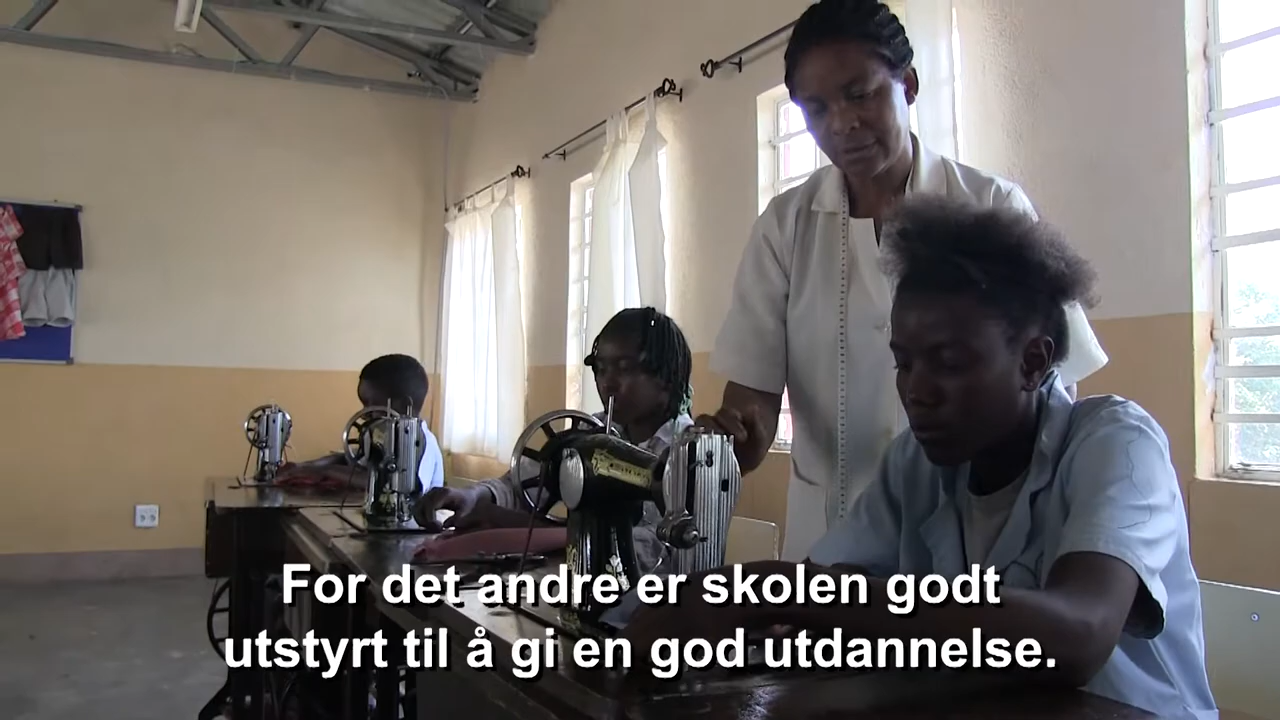 For det andre er skolen godt
utstyrt til å gi en god utdannelse.